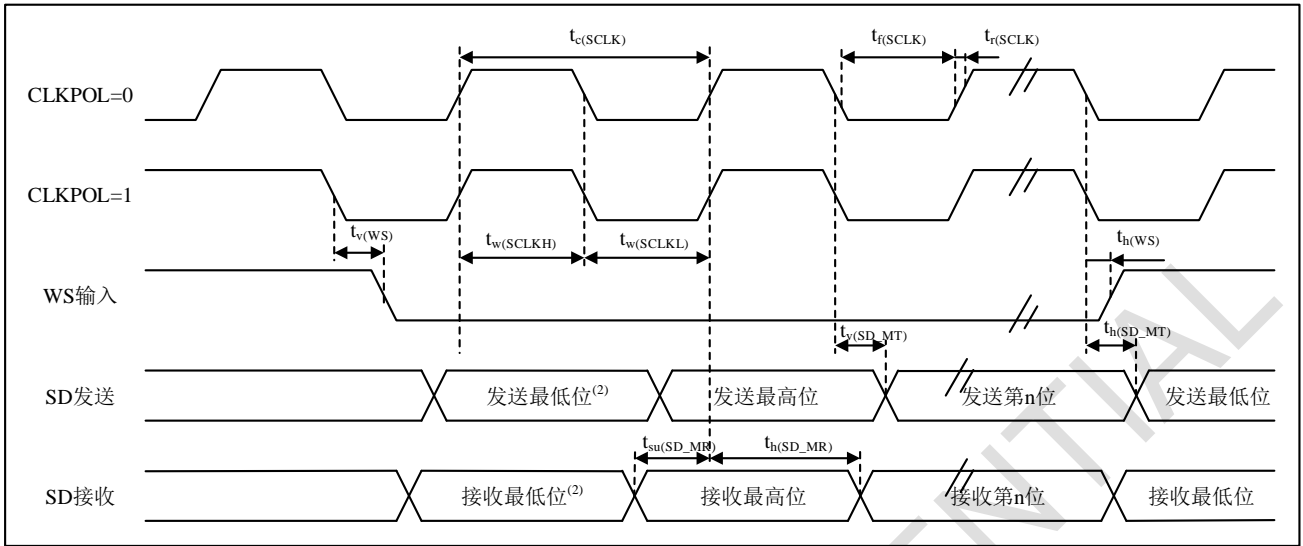 t_c(SCLK) t_f(SCLK) t_r(SCLK)
CLKPOL=0
CLKPOL=1
t_v(WS) t_w(SCLKH) t_w(SCLKL) t_h(WS)
WS输入
t_v(SD_MT) t_h(SD_MT)
SD发送 发送最低位(2) 发送最高位 发送第n位 发送最低位
t_su(SD_MR) t_h(SD_MR)
SD接收 接收最低位(2) 接收最高位 接收第n位 接收最低位
ENTIAL